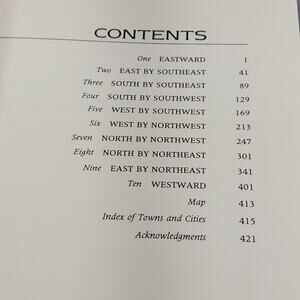 CONTENTS
One EASTWARD 1
Two EAST BY SOUTHEAST 41
Three SOUTH BY SOUTHEAST 89
Four SOUTH BY SOUTHWEST 129
Five WEST BY SOUTHWEST 169
Six WEST BY NORTHWEST 213
Seven NORTH BY NORTHWEST 247
Eight NORTH BY NORTHEAST 301
Nine EAST BY NORTHEAST 341
Ten WESTWARD 401
Map 413
Index of Towns and Cities 415
Acknowledgments 421